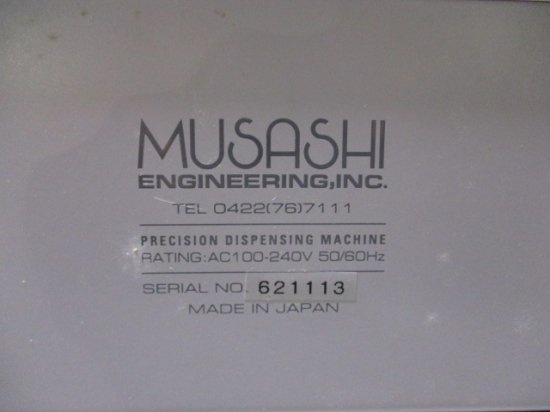 MUSASHI
ENGINEERING,INC.
TEL 0422(76)7111
PRECISION DISPENSING MACHINE
RATING:AC100-240V 50/60Hz
SERIAL NO. 621113
MADE IN JAPAN